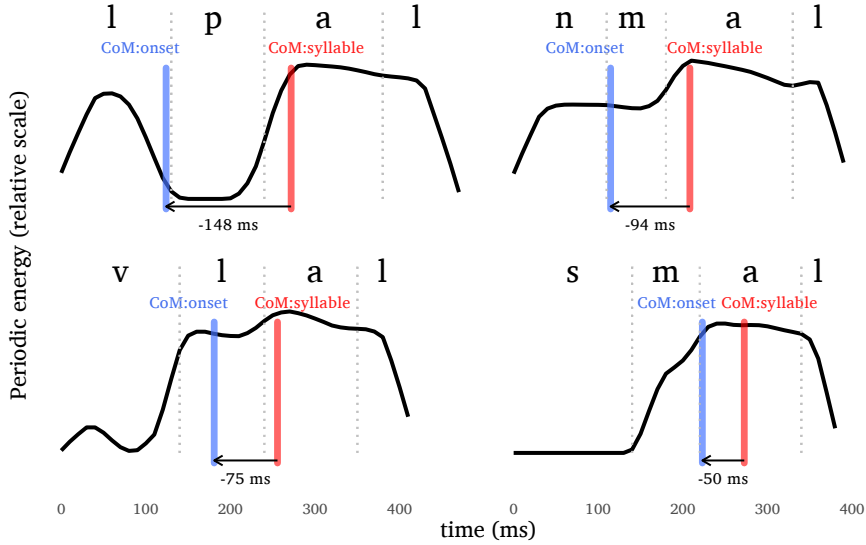 l p a l
CoM:onset CoM:syllable
-148 ms
n m a l
CoM:onset CoM:syllable
-94 ms
v l a l
CoM:onset CoM:syllable
-75 ms
s m a l
CoM:onset CoM:syllable
-50 ms
Periodic energy (relative scale)
0 100 200 300 400
0 100 200 300 400
time (ms)